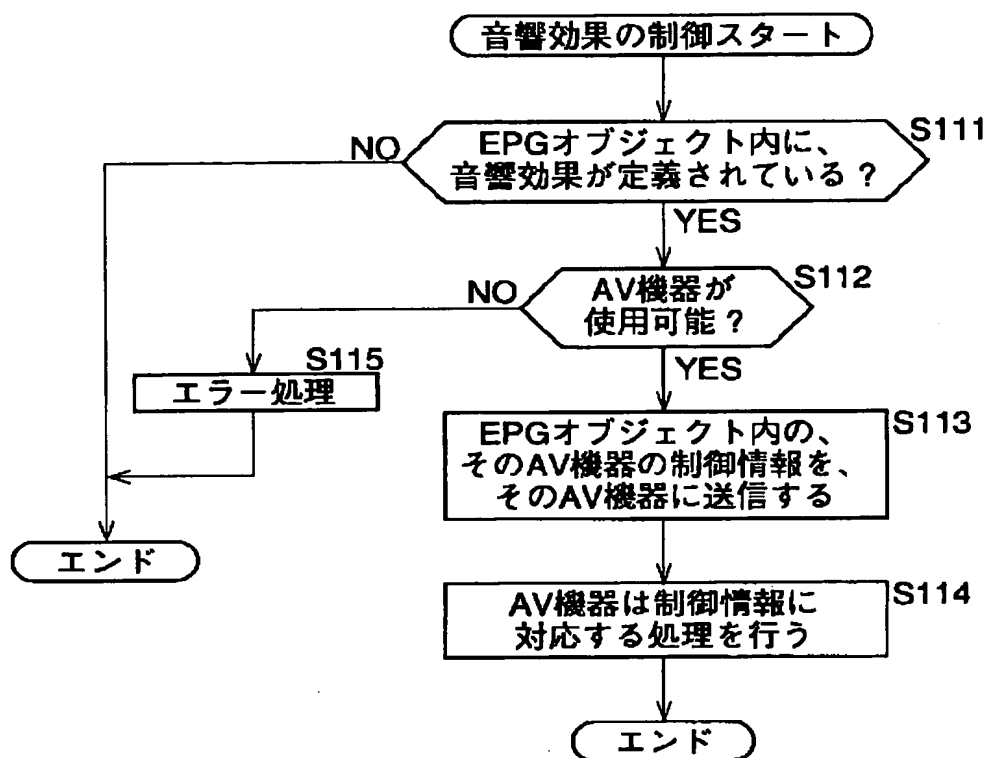 音響効果の制御スタート
S111
EPGオブジェクト内に、
音響効果が定義されている？
NO
YES
S112
AV機器が
使用可能？
NO
YES
S115
エラー処理
S113
EPGオブジェクト内の、
そのAV機器の制御情報を、
そのAV機器に送信する
エンド
S114
AV機器は制御情報に
対応する処理を行う
エンド